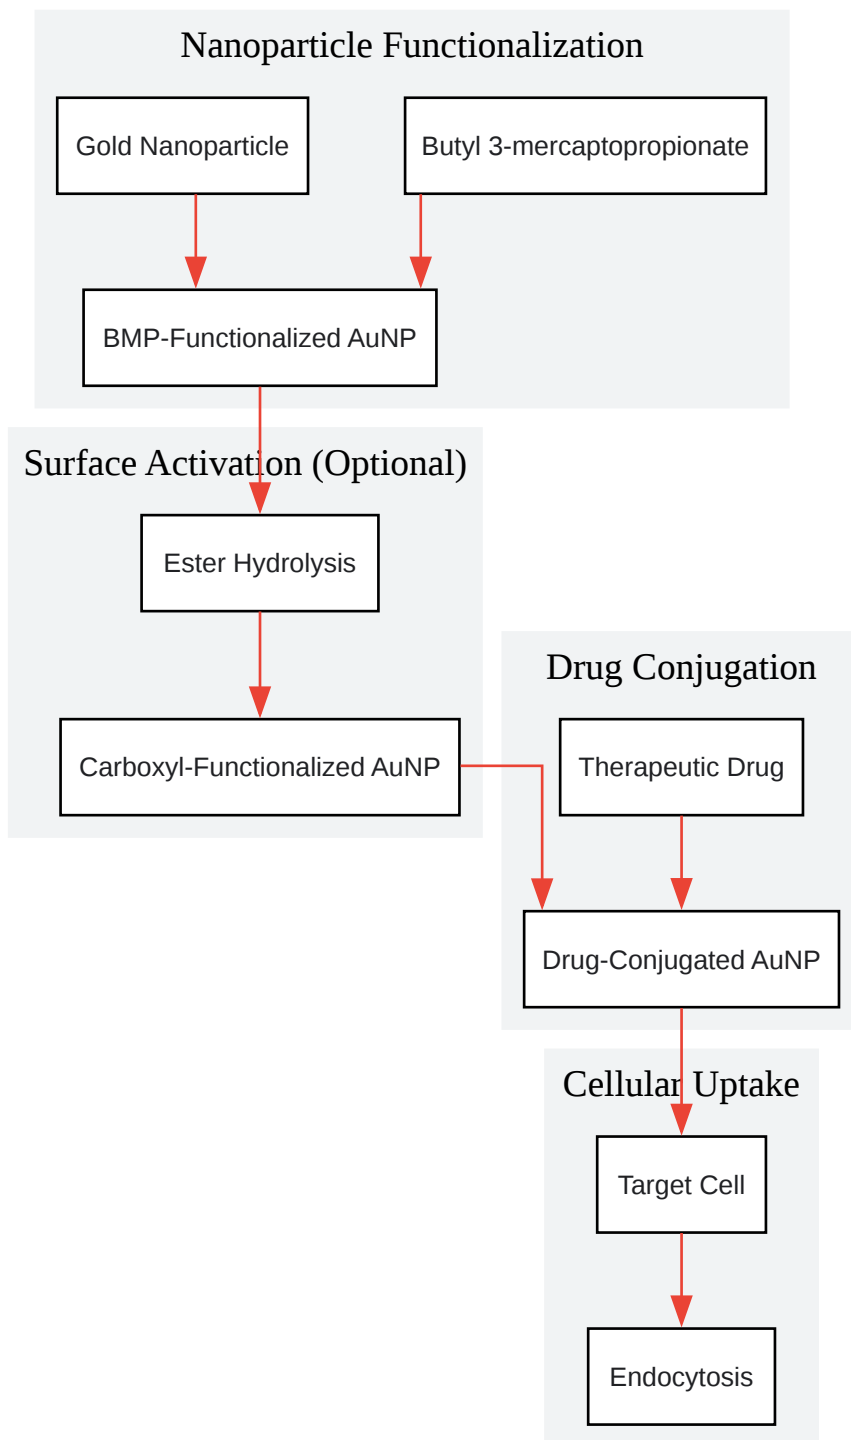 Nanoparticle Functionalization
Gold Nanoparticle
Butyl 3-mercaptopropionate
BMP-Functionalized AuNP
Surface Activation (Optional)
Ester Hydrolysis
Carboxyl-Functionalized AuNP
Drug Conjugation
Therapeutic Drug
Drug-Conjugated AuNP
Cellular Uptake
Target Cell
Endocytosis